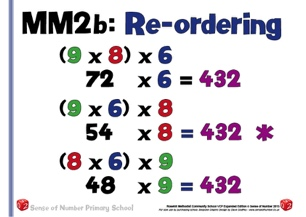 MM2b: Re-ordering
(9 x 8) x 6
72 x 6 = 432
(9 x 6) x 8
54 x 8 = 432 *
(8 x 6) x 9
48 x 9 = 432
Sense of Number Primary School